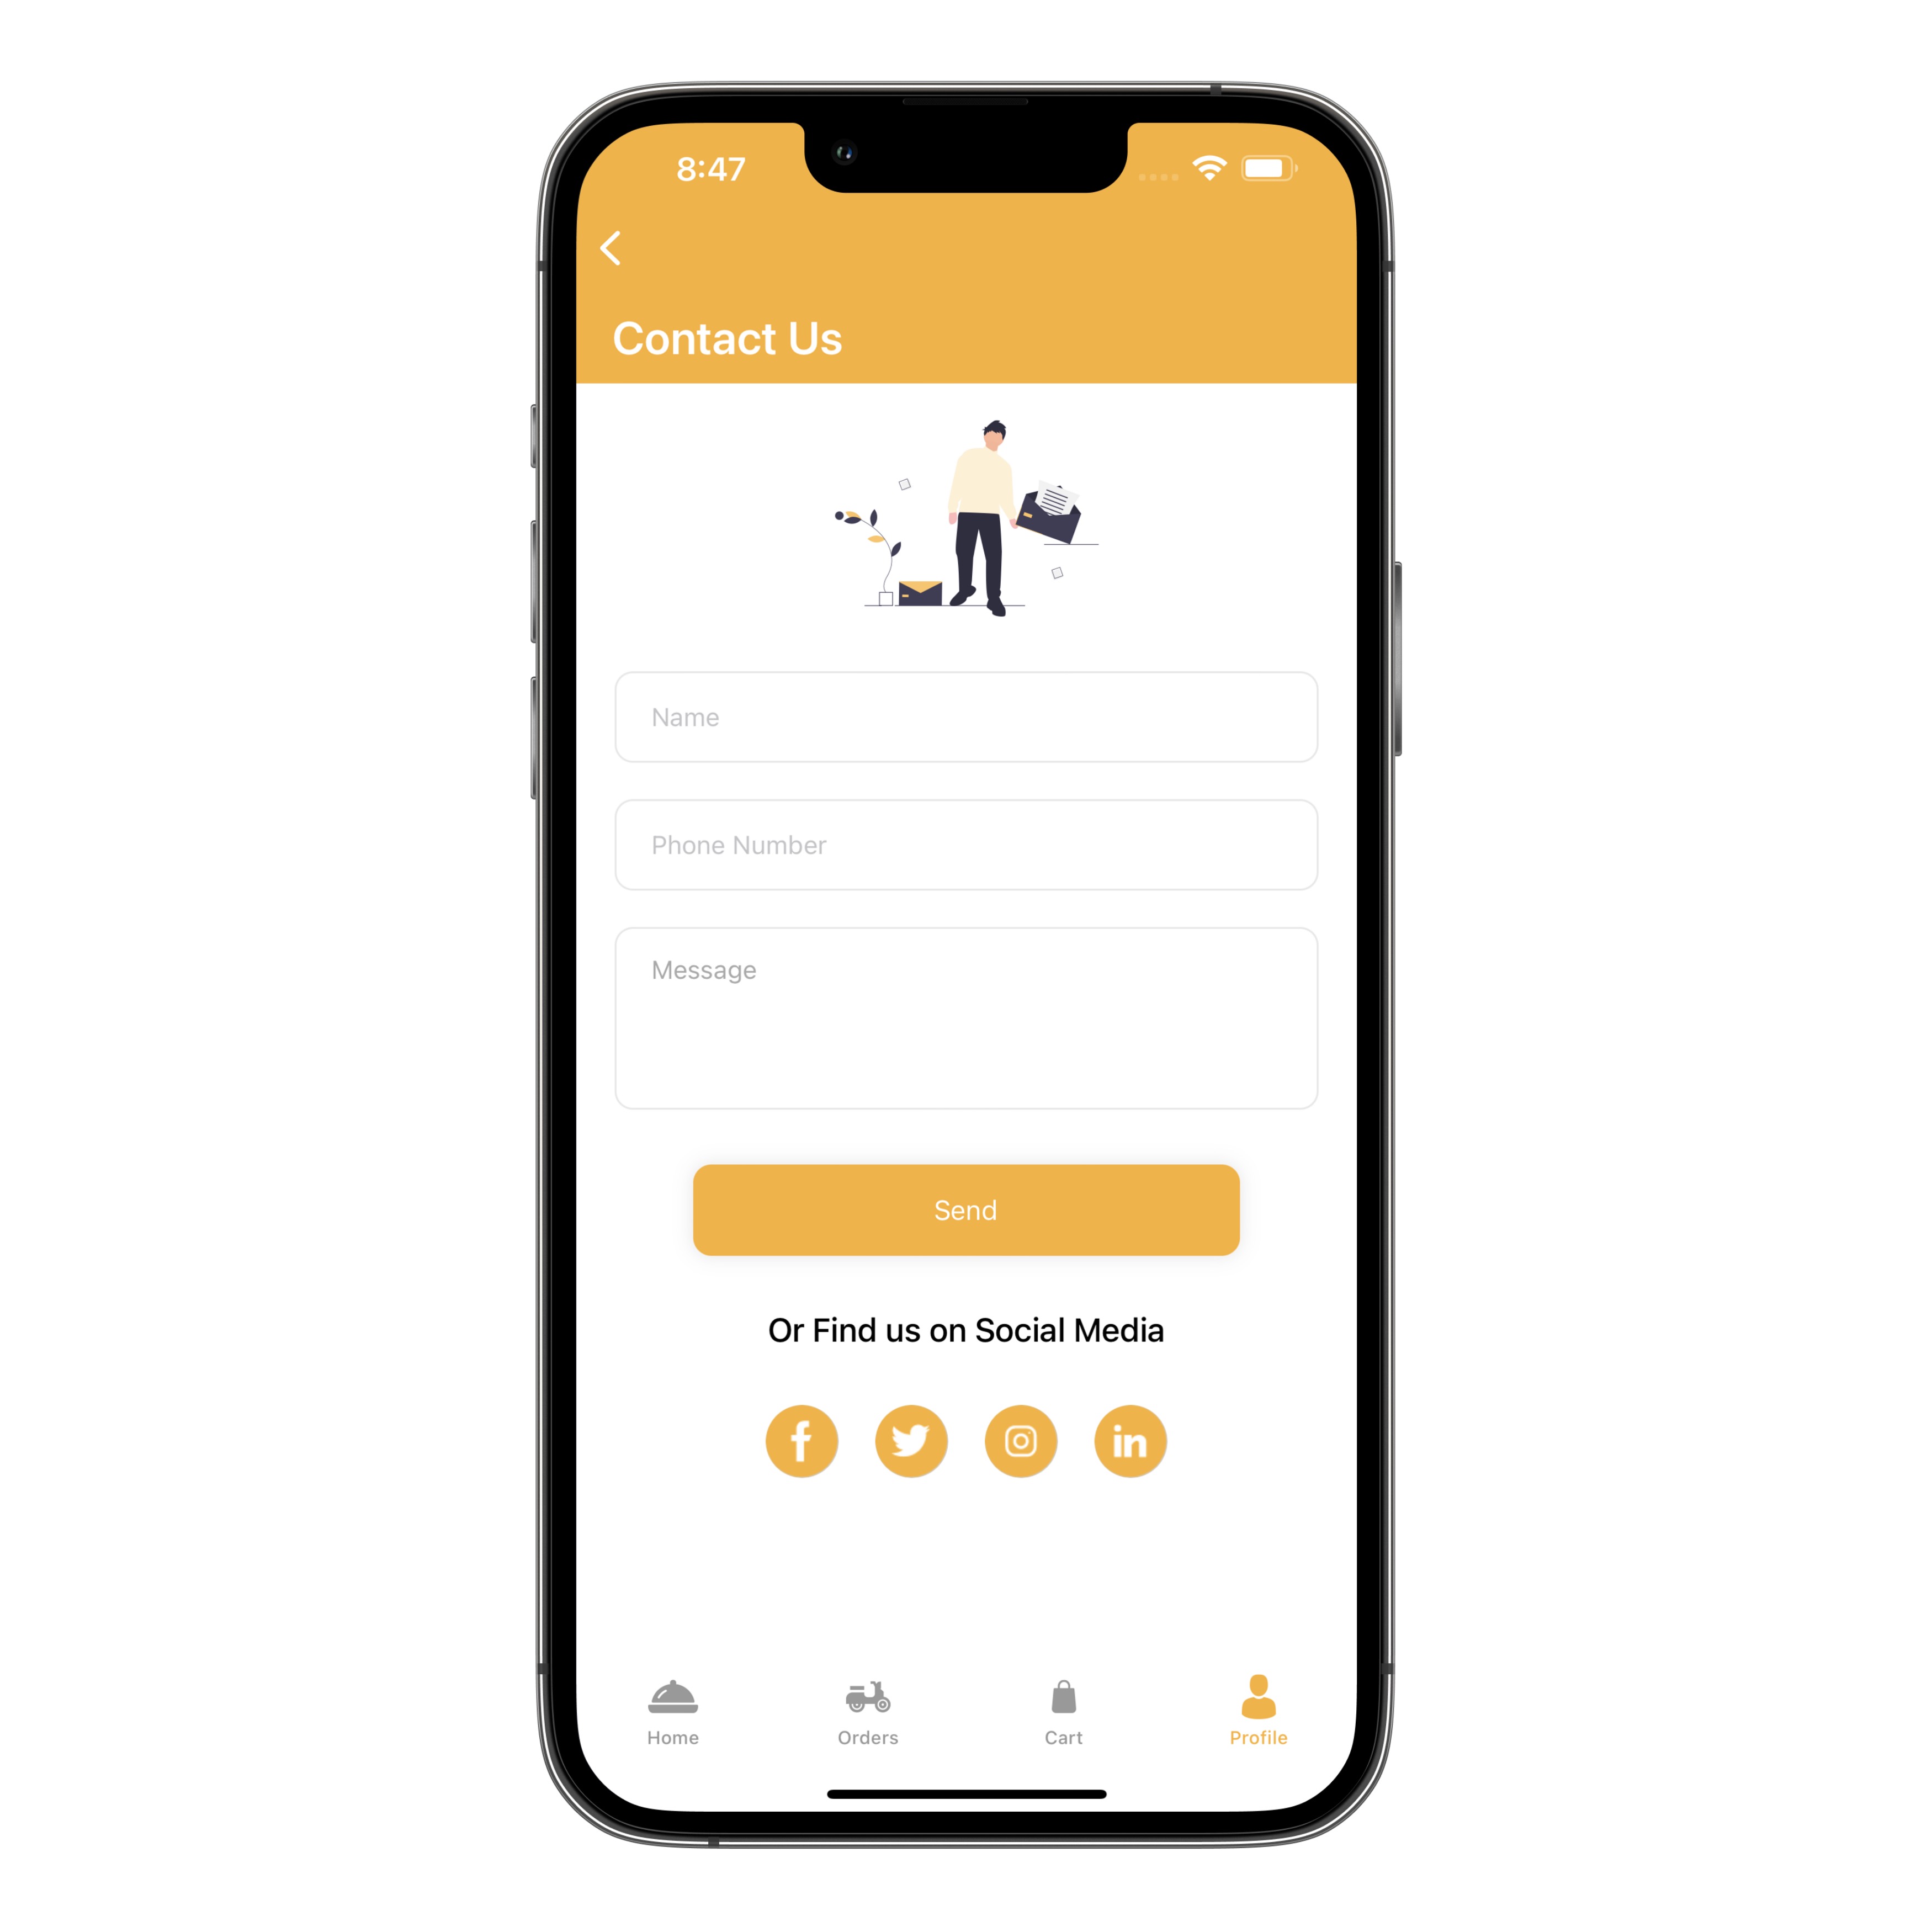 8:47
Contact Us
Name
Phone Number
Message
Send
Or Find us on Social Media
Home
Orders
Cart
Profile